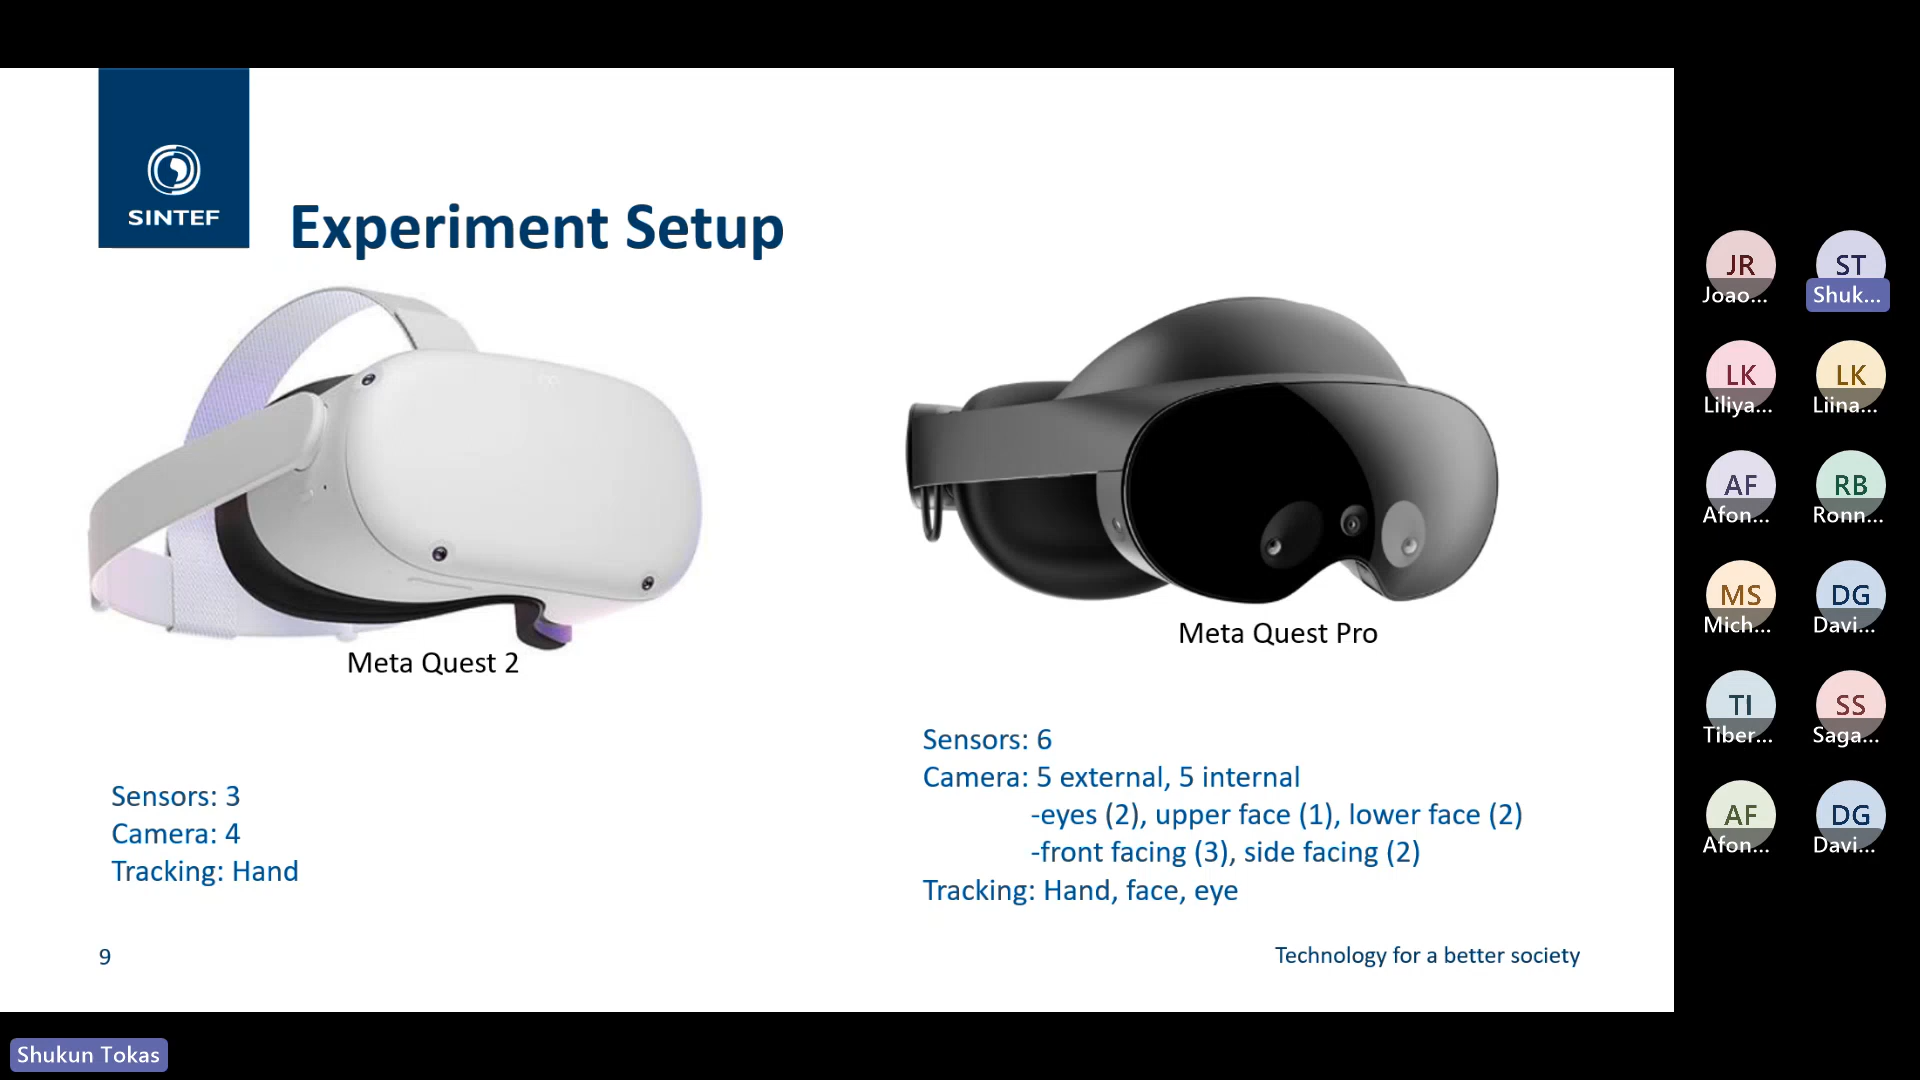 SINTEF
Experiment Setup
Meta Quest 2
Meta Quest Pro
Sensors: 3
Camera: 4
Tracking: Hand
Sensors: 6
Camera: 5 external, 5 internal
-eyes (2), upper face (1), lower face (2)
-front facing (3), side facing (2)
Tracking: Hand, face, eye
9
Technology for a better society
JR
Joao...
ST
Shuk...
LK
Liliya...
LK
Liina...
AF
Afon...
RB
Ronn...
MS
Mich...
DG
Davi...
TI
Tiber...
SS
Saga...
AF
Afon...
DG
Davi...
Shukun Tokas